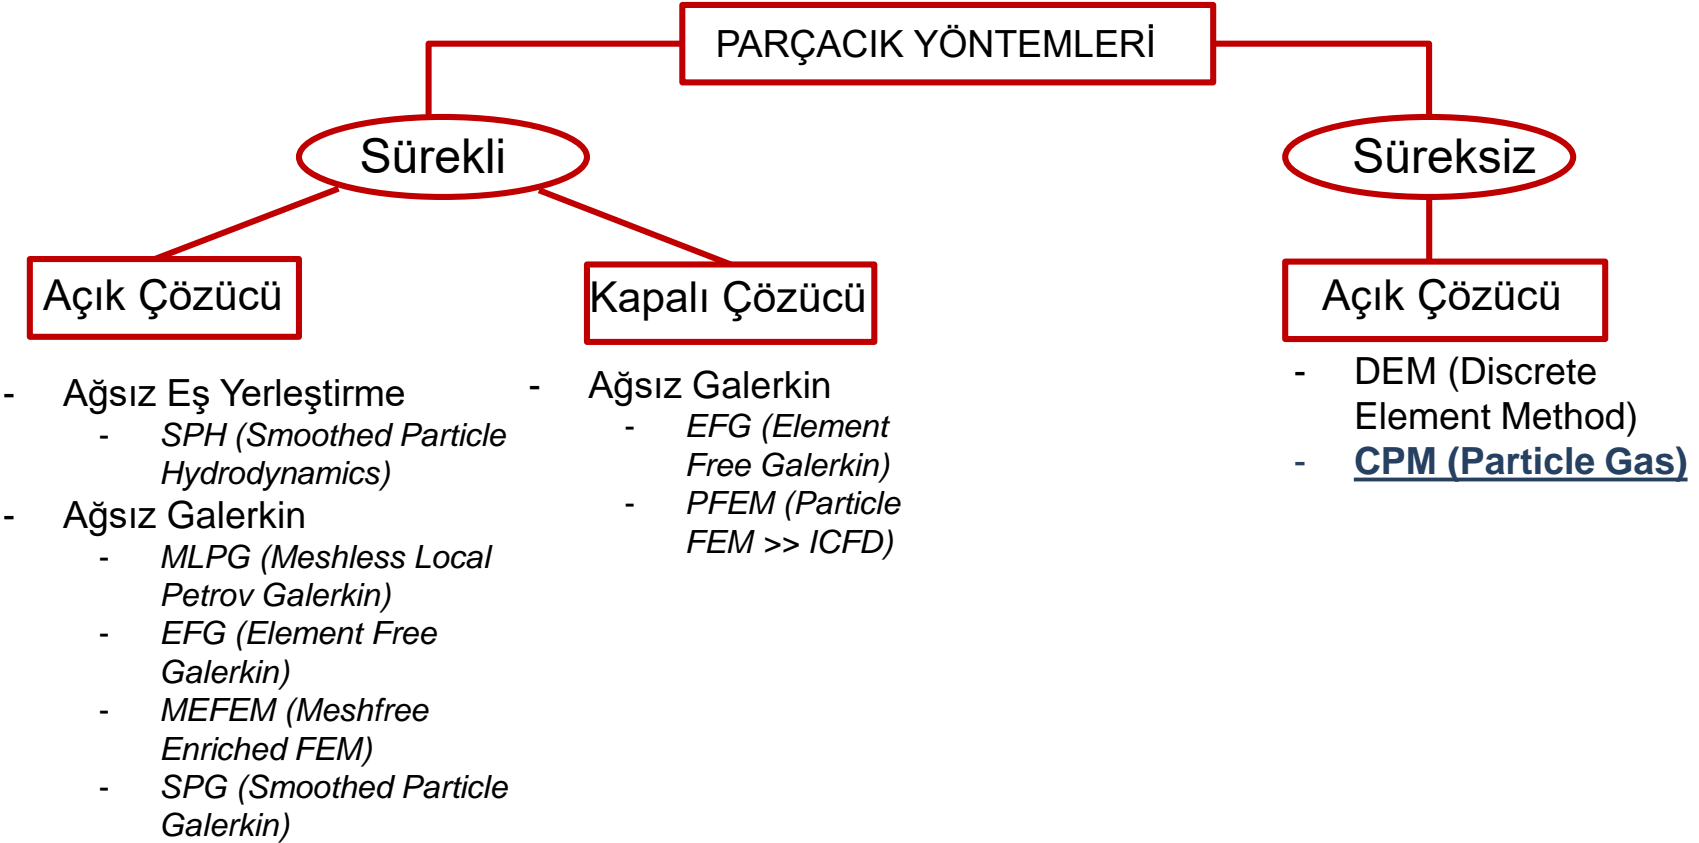 PARÇACIK YÖNTEMLERİ
Sürekli
Süreksiz
Açık Çözücü
Kapalı Çözücü
Açık Çözücü
- Ağsız Eş Yerleştirme
- SPH (Smoothed Particle
Hydrodynamics)
- Ağsız Galerkin
- MLPG (Meshless Local
Petrov Galerkin)
- EFG (Element Free
Galerkin)
- MEFEM (Meshfree
Enriched FEM)
- SPG (Smoothed Particle
Galerkin)
- Ağsız Galerkin
- EFG (Element
Free Galerkin)
- PFEM (Particle
FEM >> ICFD)
- DEM (Discrete
Element Method)
- CPM (Particle Gas)